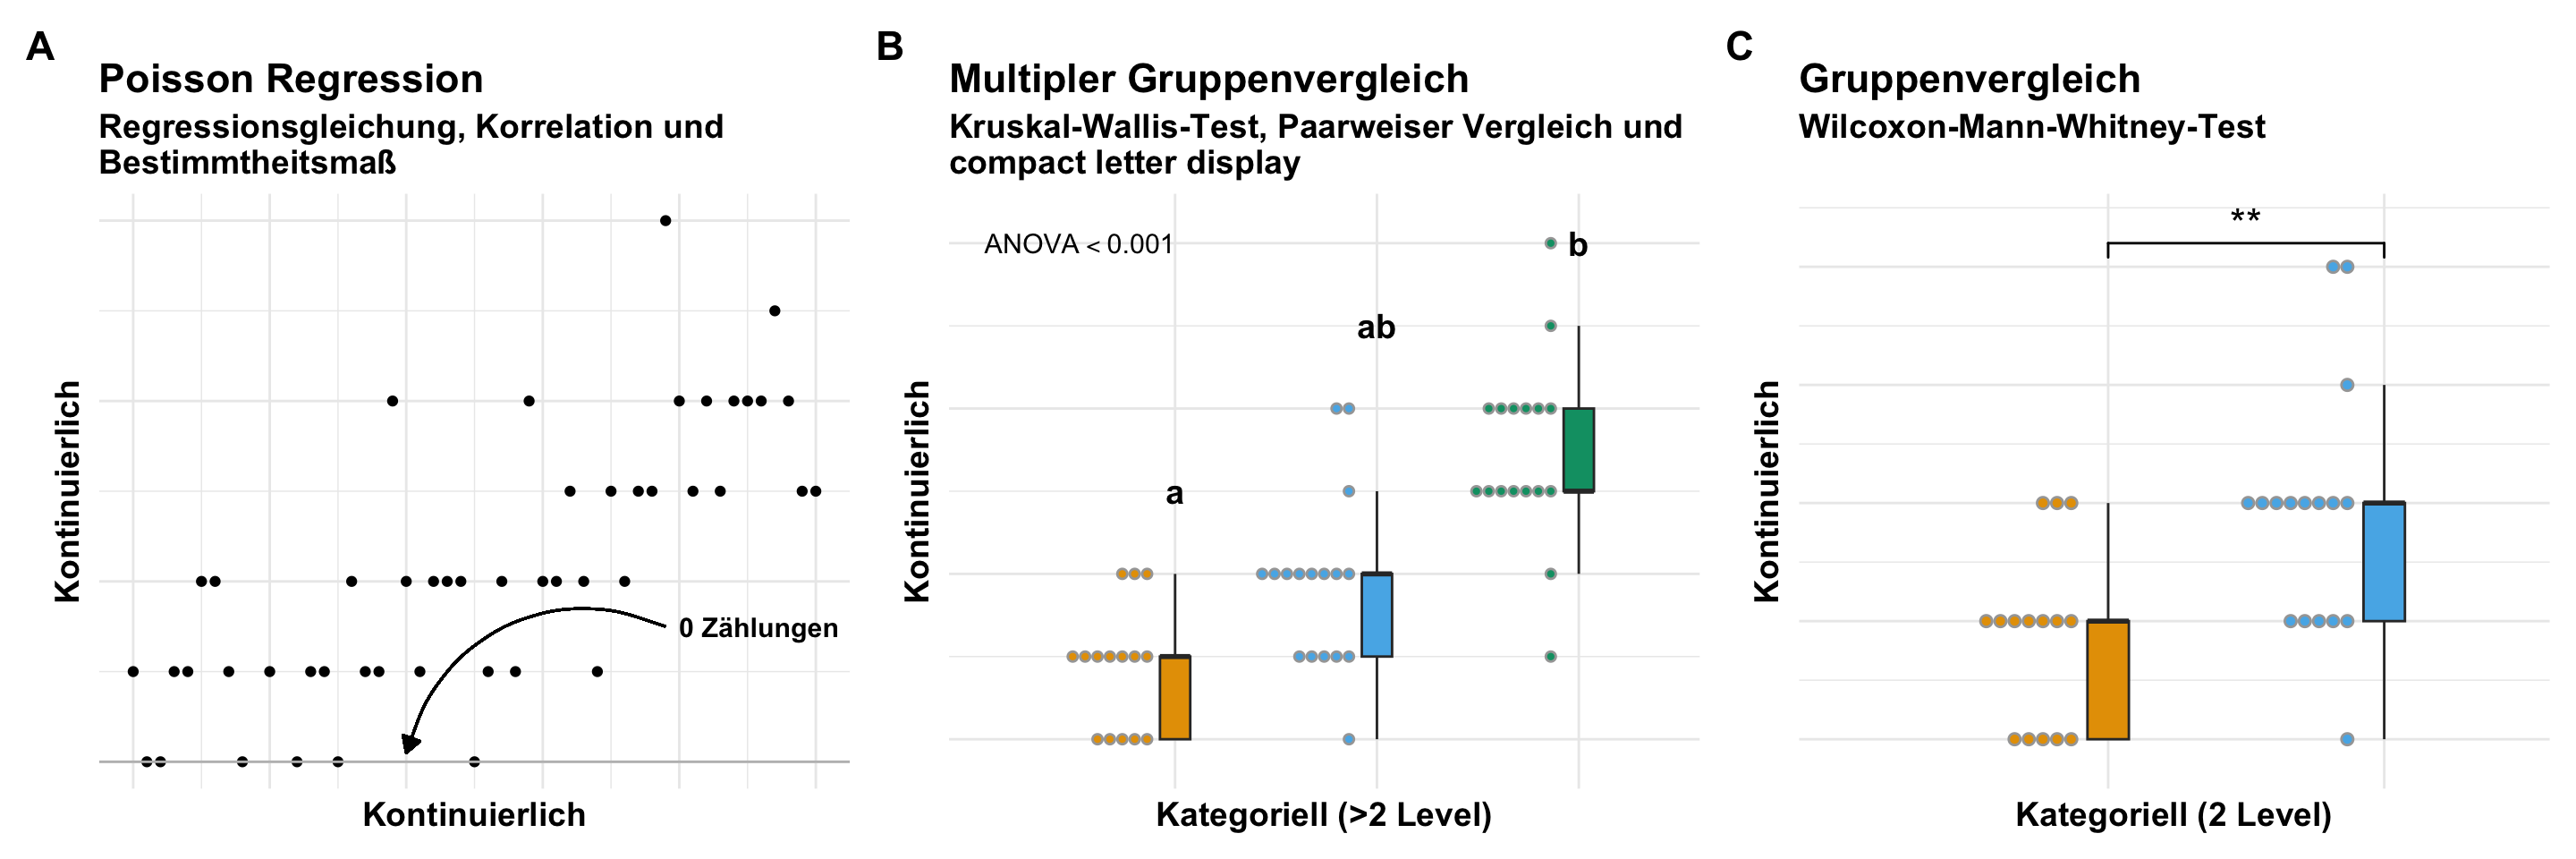 A
Poisson Regression
Regressionsgleichung, Korrelation und
Bestimmtheitsmaß
Kontinuierlich
0 Zählungen
Kontinuierlich
B
Multipler Gruppenvergleich
Kruskal-Wallis-Test, Paarweiser Vergleich und
compact letter display
Kontinuierlich
ANOVA < 0.001
b
ab
a
Kategoriell (>2 Level)
C
Gruppenvergleich
Wilcoxon-Mann-Whitney-Test
Kontinuierlich
**
Kategoriell (2 Level)